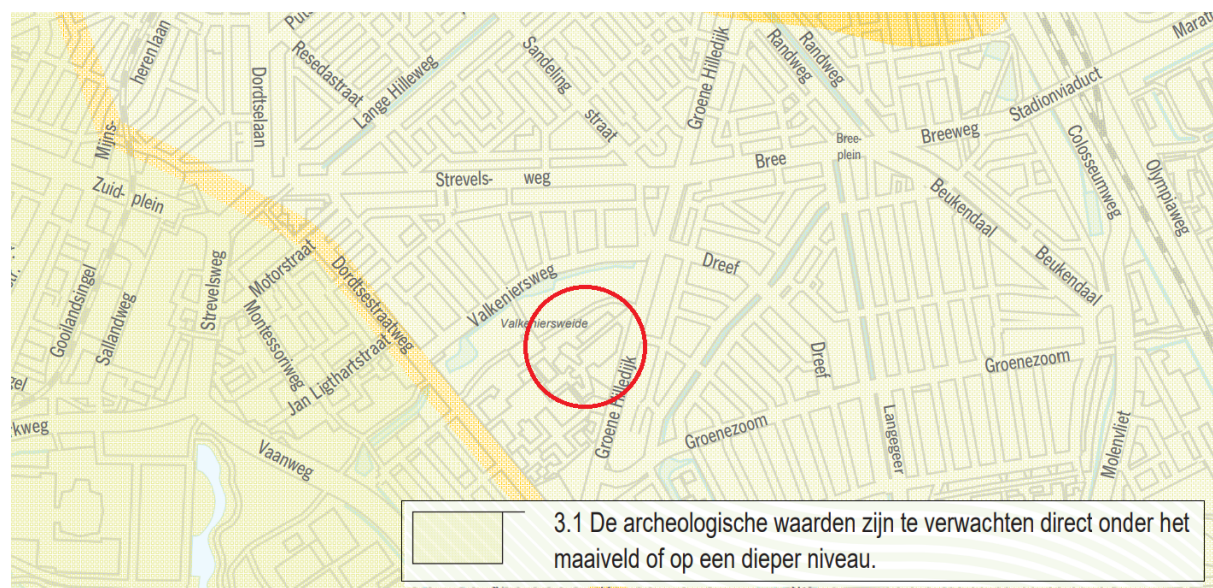 Mara
Randweg
Randweg
Sandeling
straat
Groene Hilledijk
herenlaan
Resedastraat
Dordtselaan
Lange Hilleweg
Stadionviaduct
Mijns-
Bree
Bree-
plein
Breeweg
Colosseumweg
Olympiaweg
Zuid- plein
Strevels- weg
Beukendaal
Beukendaal
Motorstraat
Dordtsestraatweg
Dreef
Valkeniersweg
Valkeniersweide
Gooilandsingel
Sallandweg
Strevelsweg
Montessoriweg
Jan Ligthartstraat
Groene Hilledijk
Dreef
Groenezoom
Groenezoom
Langegeer
Molenvliet
kweg
Vaanweg
3.1 De archeologische waarden zijn te verwachten direct onder het
maaiveld of op een dieper niveau.